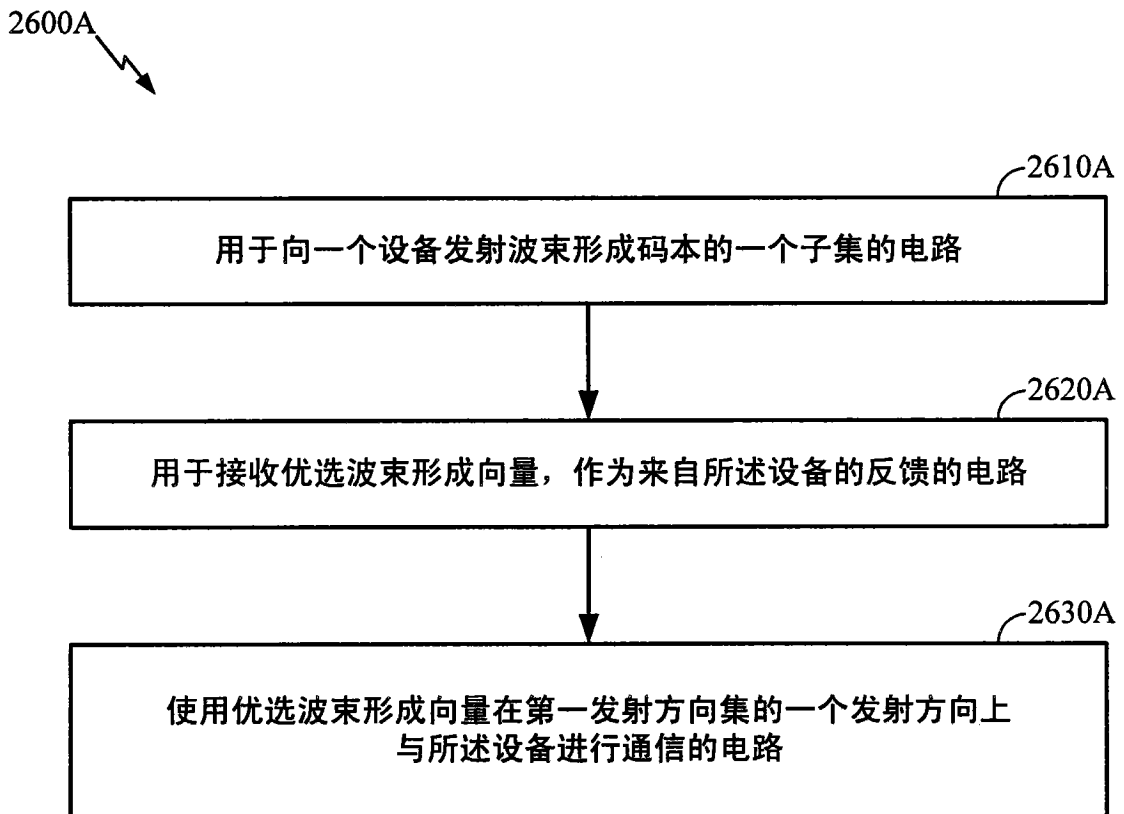 2600A
2610A
用于向一个设备发射波束形成码本的一个子集的电路
2620A
用于接收优选波束形成向量，作为来自所述设备的反馈的电路
2630A
使用优选波束形成向量在第一发射方向集的一个发射方向上
与所述设备进行通信的电路